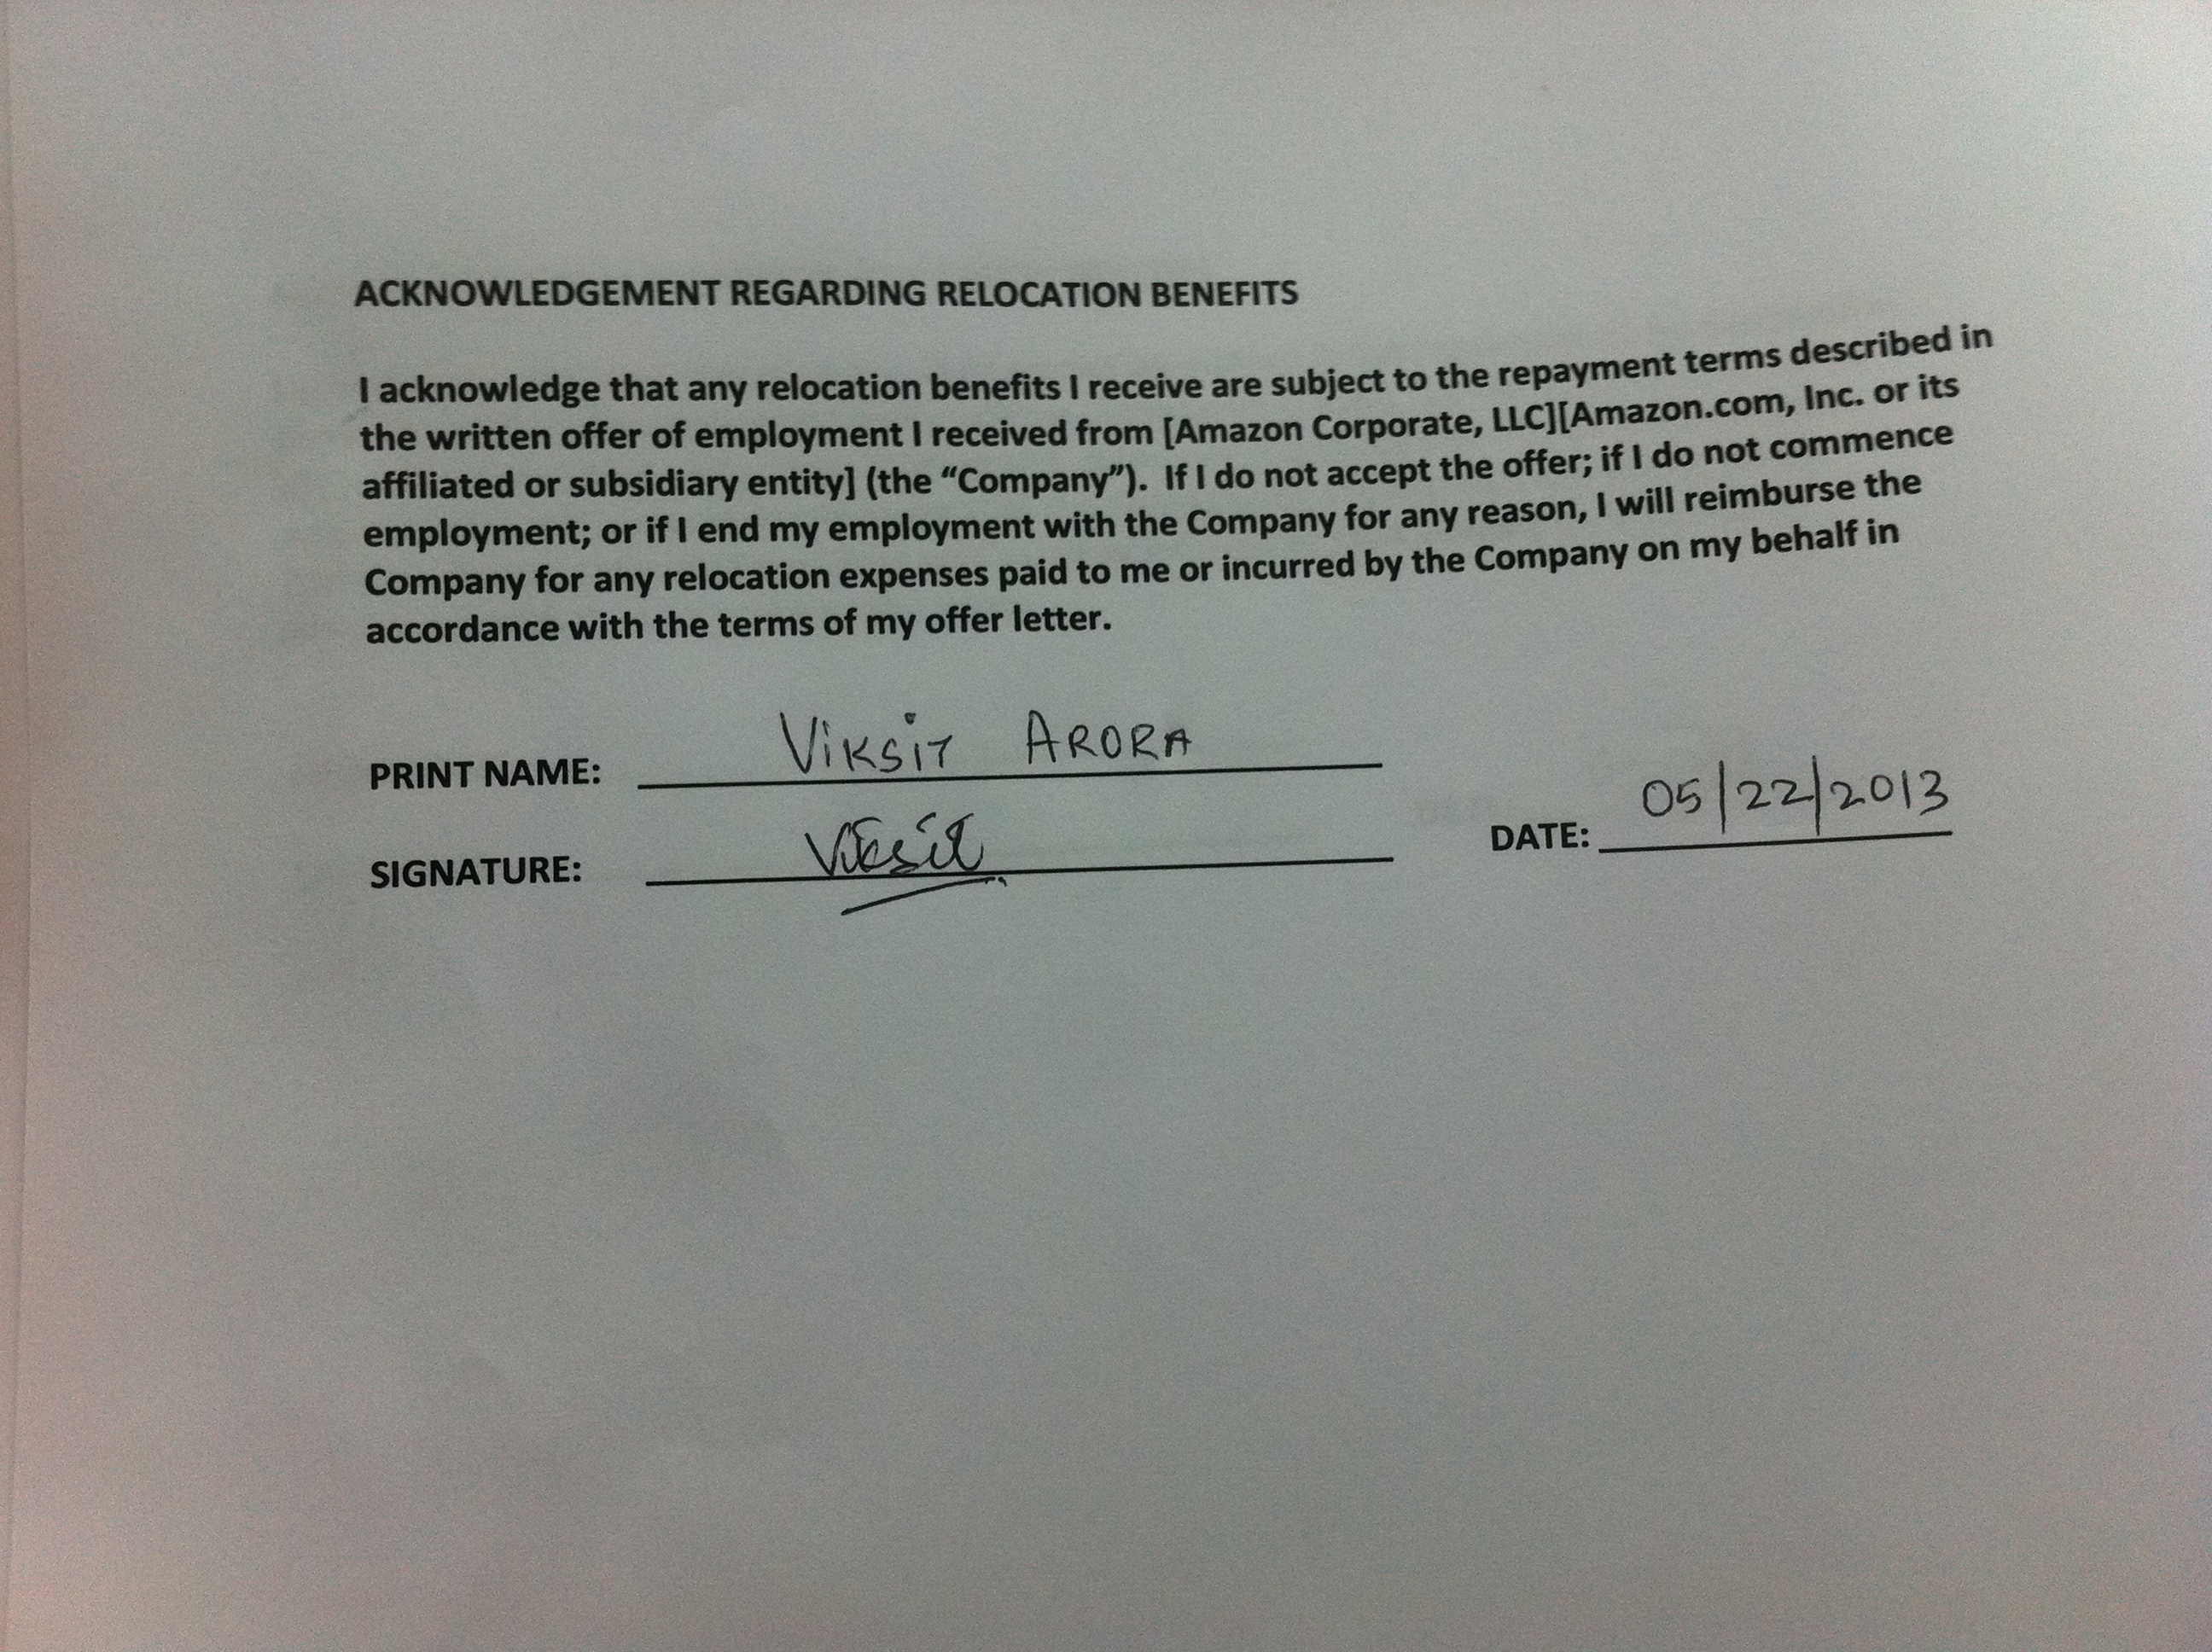 ACKNOWLEDGEMENT REGARDING RELOCATION BENEFITS
I acknowledge that any relocation benefits I receive are subject to the repayment terms described in
the written offer of employment I received from [Amazon Corporate, LLC][Amazon.com, Inc. or its
affiliated or subsidiary entity] (the “Company”). If I do not accept the offer; if I do not commence
employment; or if I end my employment with the Company for any reason, I will reimburse the
Company for any relocation expenses paid to me or incurred by the Company on my behalf in
accordance with the terms of my offer letter.
PRINT NAME: VIKSIT ARORA
SIGNATURE: Viksit DATE: 05/22/2013